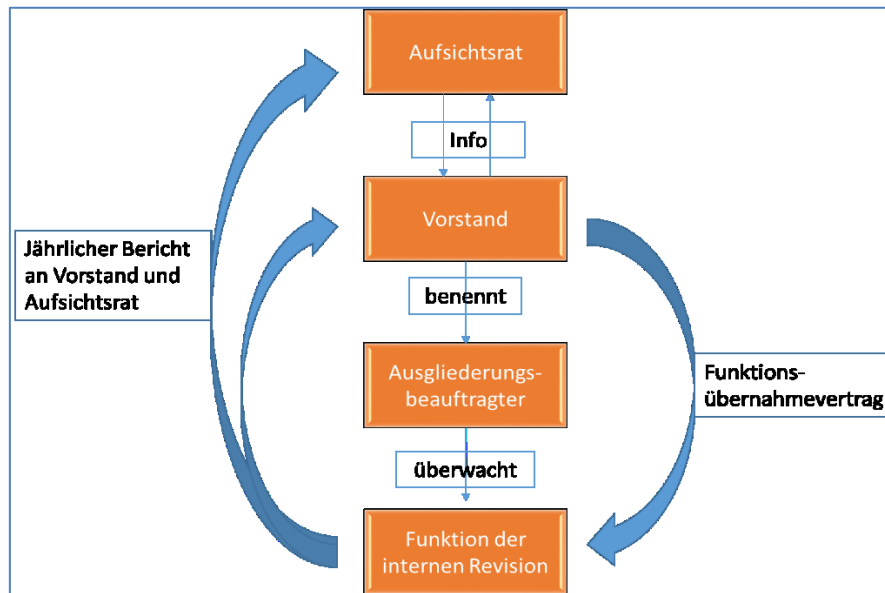 Aufsichtsrat
Info
Vorstand
Jährlicher Bericht
an Vorstand und
Aufsichtsrat
benennt
Ausgliederungs-
beauftragter
Funktions-
übernahmevertrag
überwacht
Funktion der
internen Revision